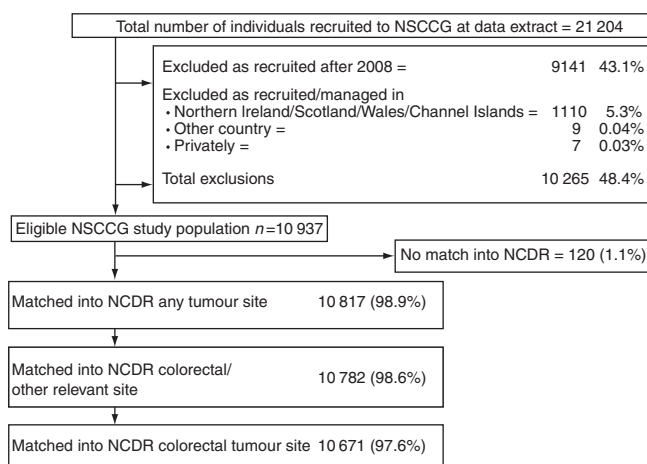 Total number of individuals recruited to NSCCG at data extract = 21 204
Excluded as recruited after 2008 = 9141 43.1%
Excluded as recruited/managed in
• Northern Ireland/Scotland/Wales/Channel Islands = 1110 5.3%
• Other country = 9 0.04%
• Privately = 7 0.03%
Total exclusions 10 265 48.4%
Eligible NSCCG study population n=10 937
No match into NCDR = 120 (1.1%)
Matched into NCDR any tumour site 10 817 (98.9%)
Matched into NCDR colorectal/
other relevant site 10 782 (98.6%)
Matched into NCDR colorectal tumour site 10 671 (97.6%)